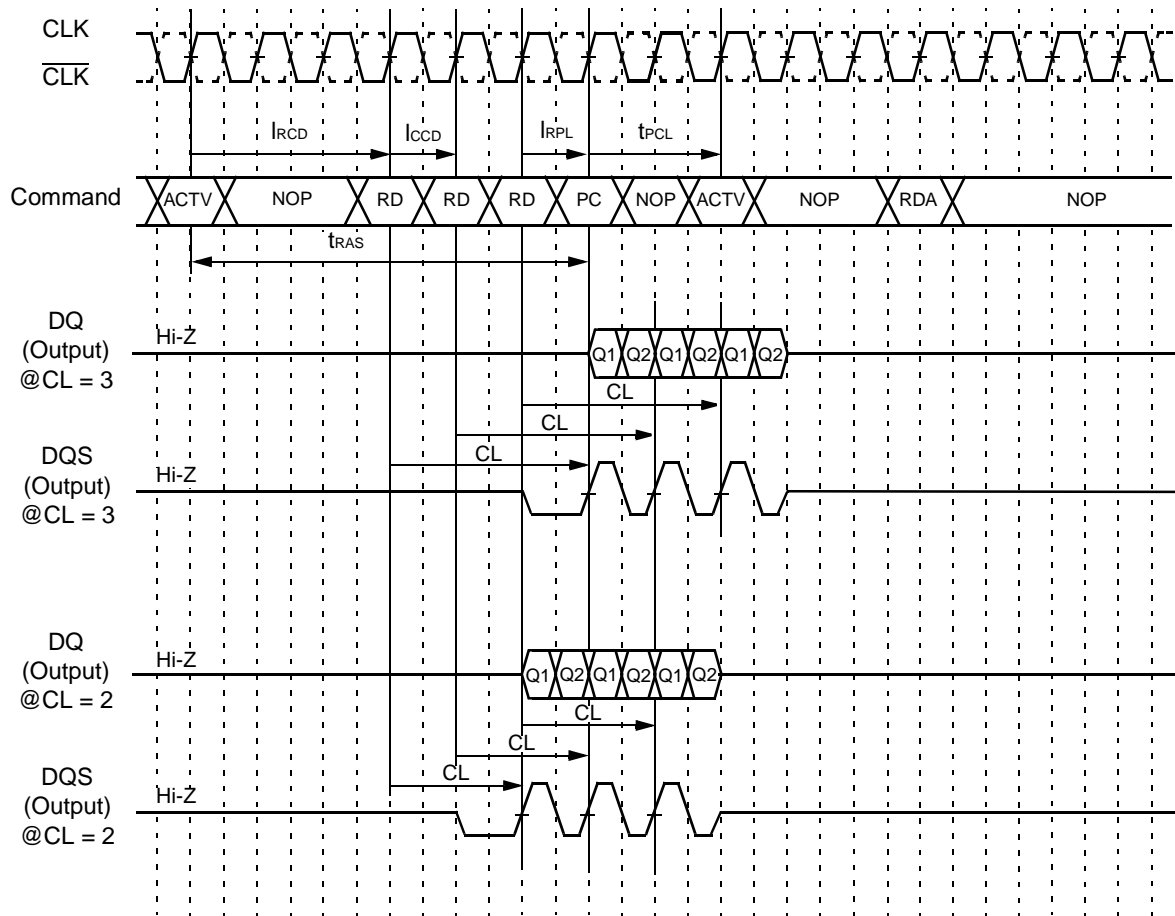 CLK
CLK
lRCD
lCCD
lRPL
tPCL
Command
ACTV
NOP
RD
RD
RD
PC
NOP
ACTV
NOP
RDA
NOP
tRAS
DQ
(Output)
@CL = 3
Hi-Z
Q1
Q2
Q1
Q2
Q1
Q2
CL
CL
CL
DQS
(Output)
@CL = 3
Hi-Z
DQ
(Output)
@CL = 2
Hi-Z
Q1
Q2
Q1
Q2
Q1
Q2
CL
CL
CL
DQS
(Output)
@CL = 2
Hi-Z